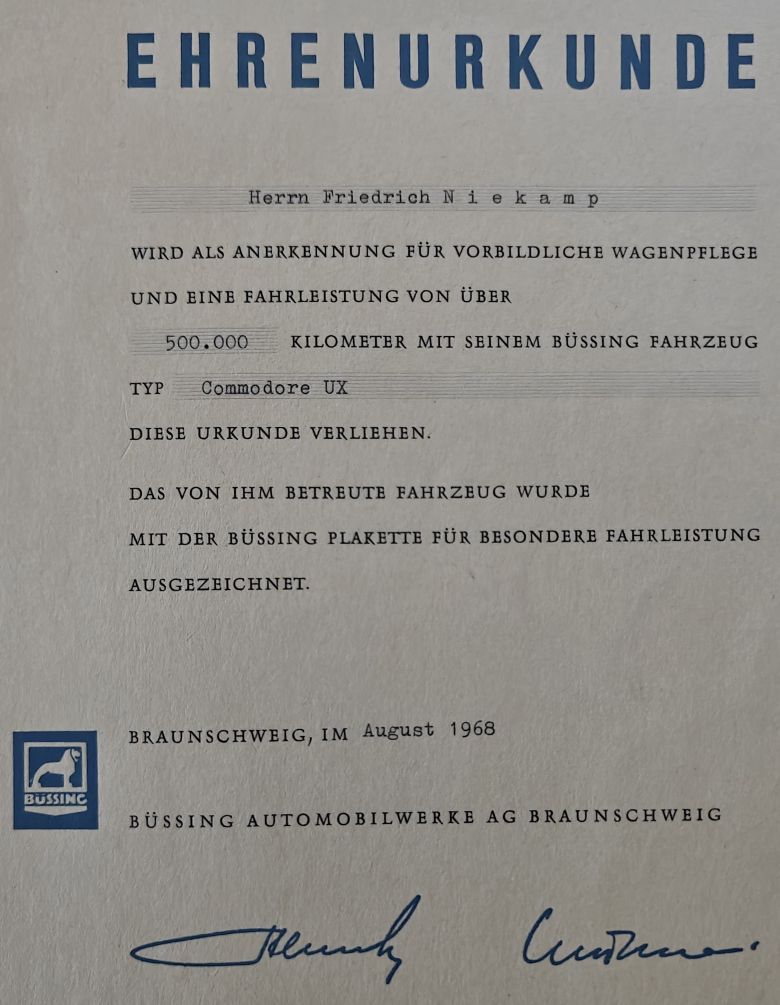 EHRENURKUNDE
Herrn Friedrich N i e k a m p
WIRD ALS ANERKENNUNG FÜR VORBILDLICHE WAGENPFLEGE
UND EINE FAHRLEISTUNG VON ÜBER
500.000 KILOMETER MIT SEINEM BÜSSING FAHRZEUG
TYP Commodore UX
DIESE URKUNDE VERLIEHEN.
DAS VON IHM BETREUTE FAHRZEUG WURDE
MIT DER BÜSSING PLAKETTE FÜR BESONDERE FAHRLEISTUNG
AUSGEZEICHNET.
BRAUNSCHWEIG, IM August 1968
BÜSSING
BÜSSING AUTOMOBILWERKE AG BRAUNSCHWEIG